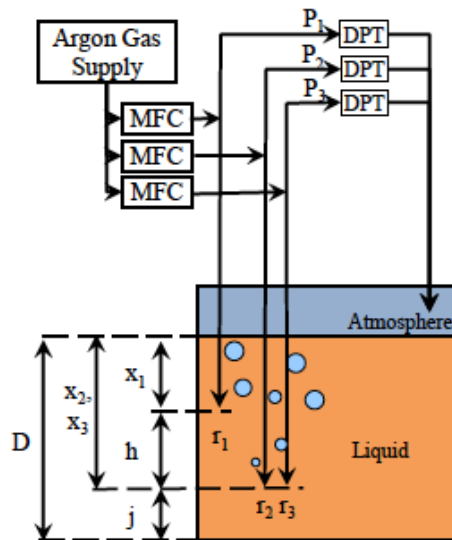 Argon Gas
Supply
P1
DPT
P2
DPT
P3
DPT
MFC
MFC
MFC
Atmosphere
x1
x2,
x3
D
r1
h
Liquid
r2 r3
j